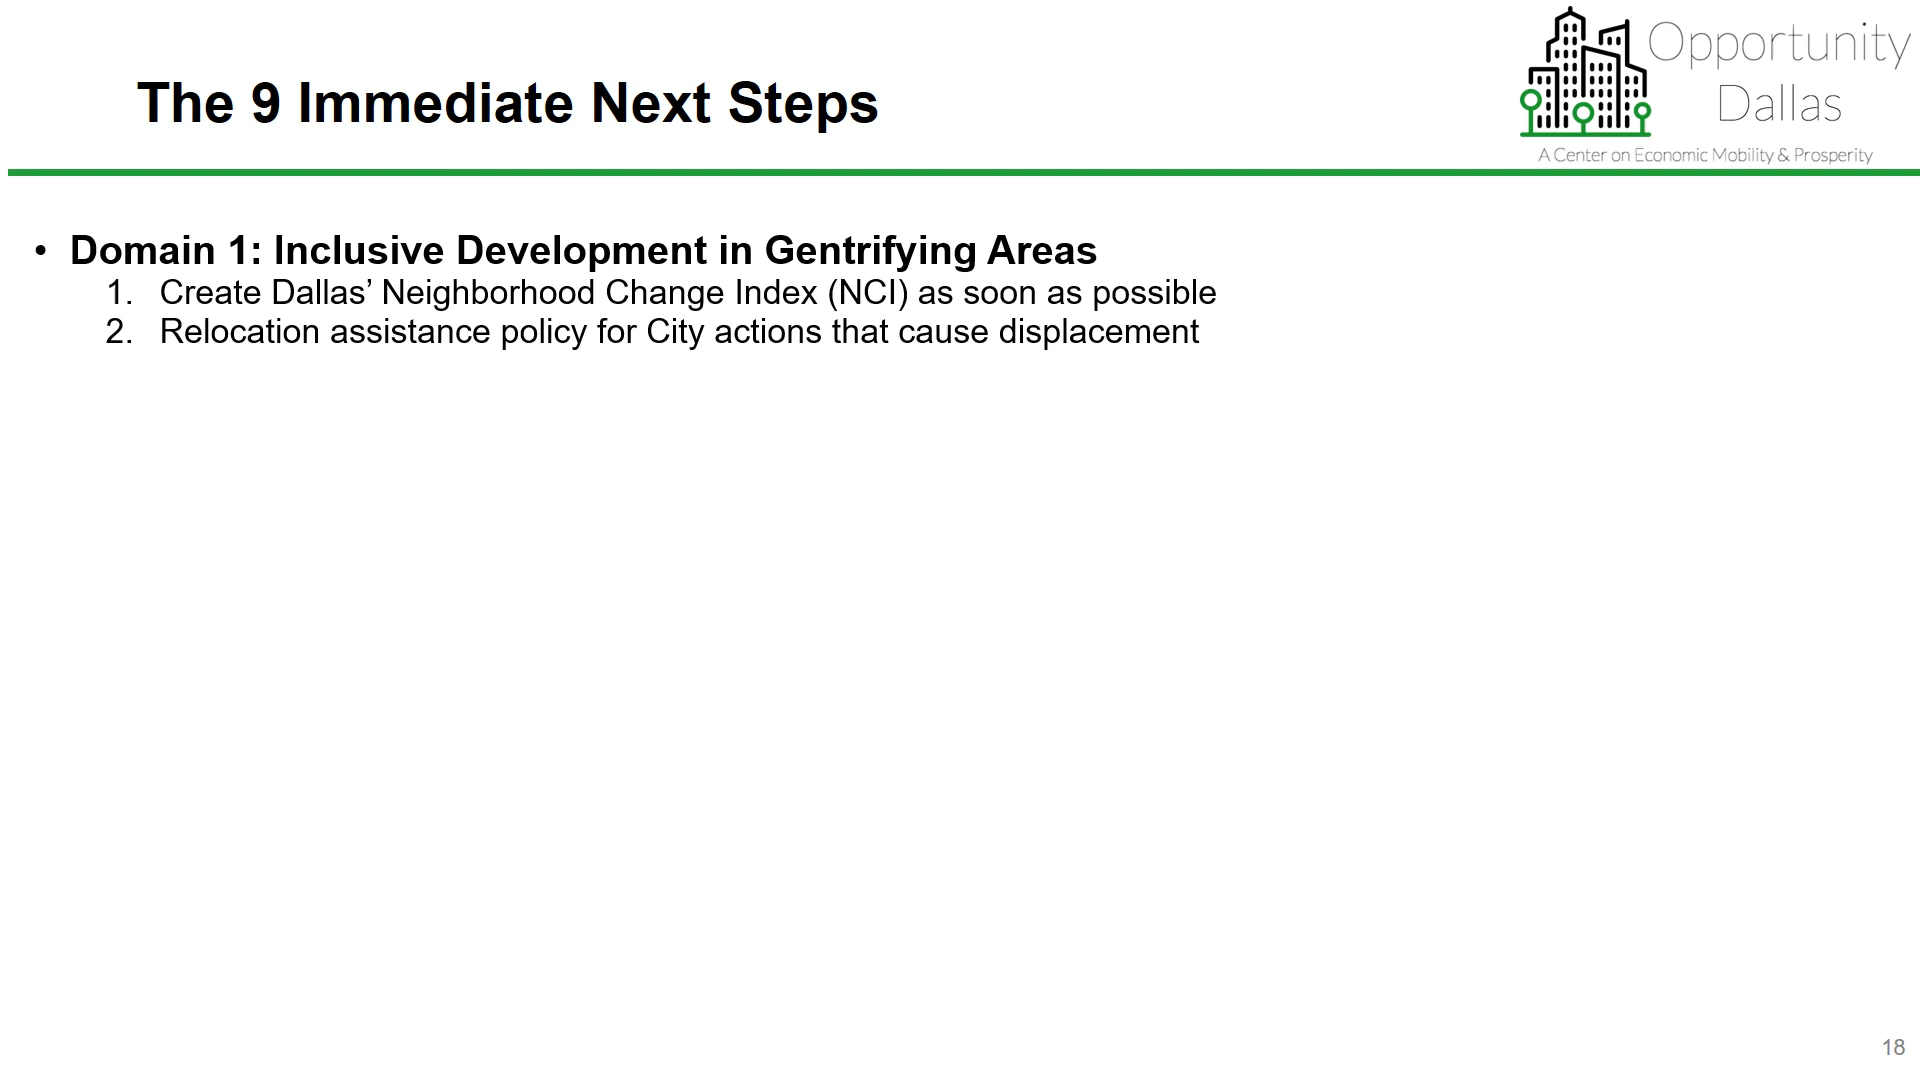 The 9 Immediate Next Steps
Opportunity
Dallas
A Center on Economic Mobility & Prosperity
• Domain 1: Inclusive Development in Gentrifying Areas
1. Create Dallas’ Neighborhood Change Index (NCI) as soon as possible
2. Relocation assistance policy for City actions that cause displacement
18